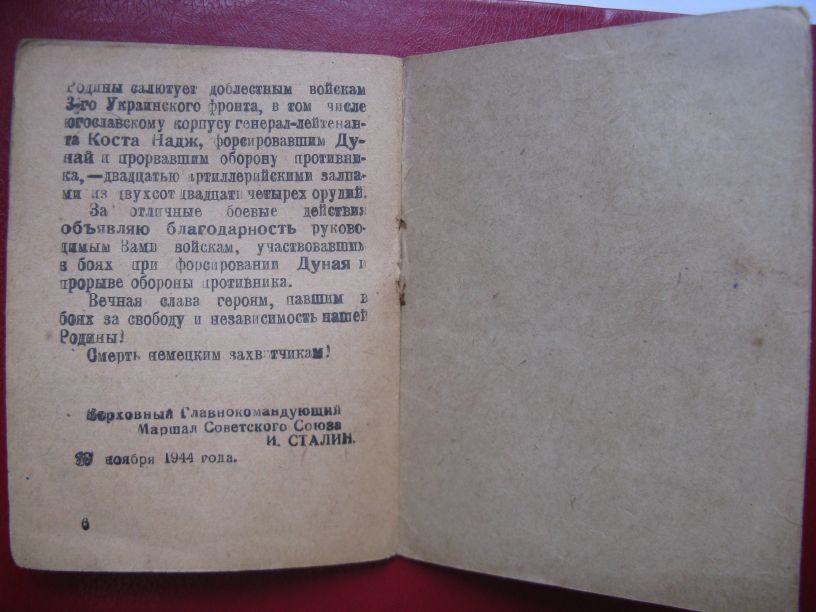 Родины салютует доблестным войскам
3-го Украинского фронта, в том числе
югославскому корпусу генерал-лейтенан-
та Коста Надж, форсировавшим Ду-
най и прорвавшим оборону противни-
ка,—двадцатью артиллерийскими залпа-
ми из двухсот двадцати четырех орудий.
За отличные боевые действия
объявляю благодарность руково-
димым Вами войскам, участвовавшим
в боях при форсировании Дуная и
прорыве обороны противника.
Вечная слава героям, павшим в
боях за свободу и независимость нашей
Родины!
Смерть немецким захватчикам!
Верховный Главнокомандующий
Маршал Советского Союза
И. СТАЛИН.
ноября 1944 года.
6